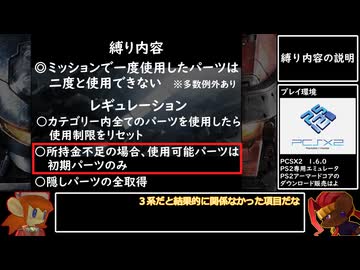 縛り内容
◎ミッションで一度使用したパーツは
二度と使用できない　※多数例外あり
レギュレーション
〇カテゴリー内全てのパーツを使用したら
使用制限をリセット
〇所持金不足の場合、使用可能パーツは
初期パーツのみ
〇隠しパーツの全取得
３系だと結果的に関係なかった項目だな
縛り内容の説明
プレイ環境
PCSX2
PCSX2　1.6.0
PS2専用エミュレータ
PS2アーマードコアの
ダウンロード販売はよ